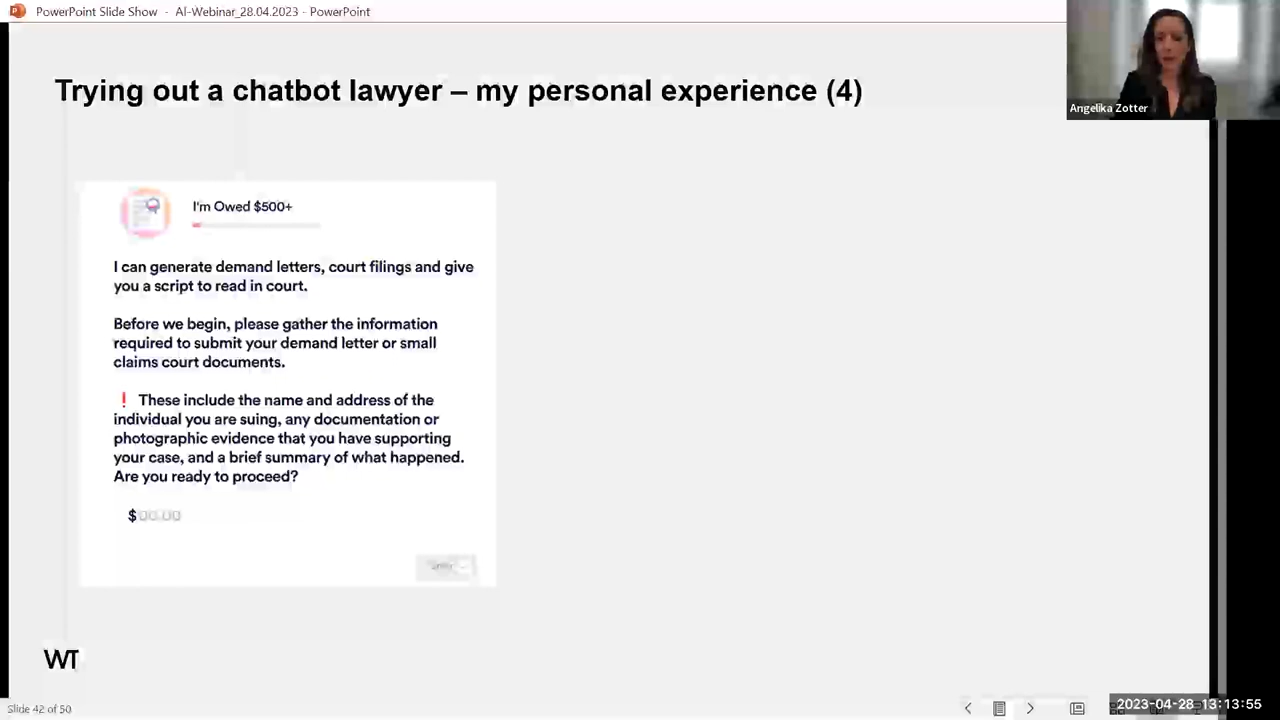 PowerPoint Slide Show - AI-Webinar_28.04.2023 - PowerPoint
Angelika Zotter
Trying out a chatbot lawyer – my personal experience (4)
I'm Owed $500+
I can generate demand letters, court filings and give
you a script to read in court.
Before we begin, please gather the information
required to submit your demand letter or small
claims court documents.
❗ These include the name and address of the
individual you are suing, any documentation or
photographic evidence that you have supporting
your case, and a brief summary of what happened.
Are you ready to proceed?
$00.00
WT
Slide 42 of 50
2023-04-28 13:13:55